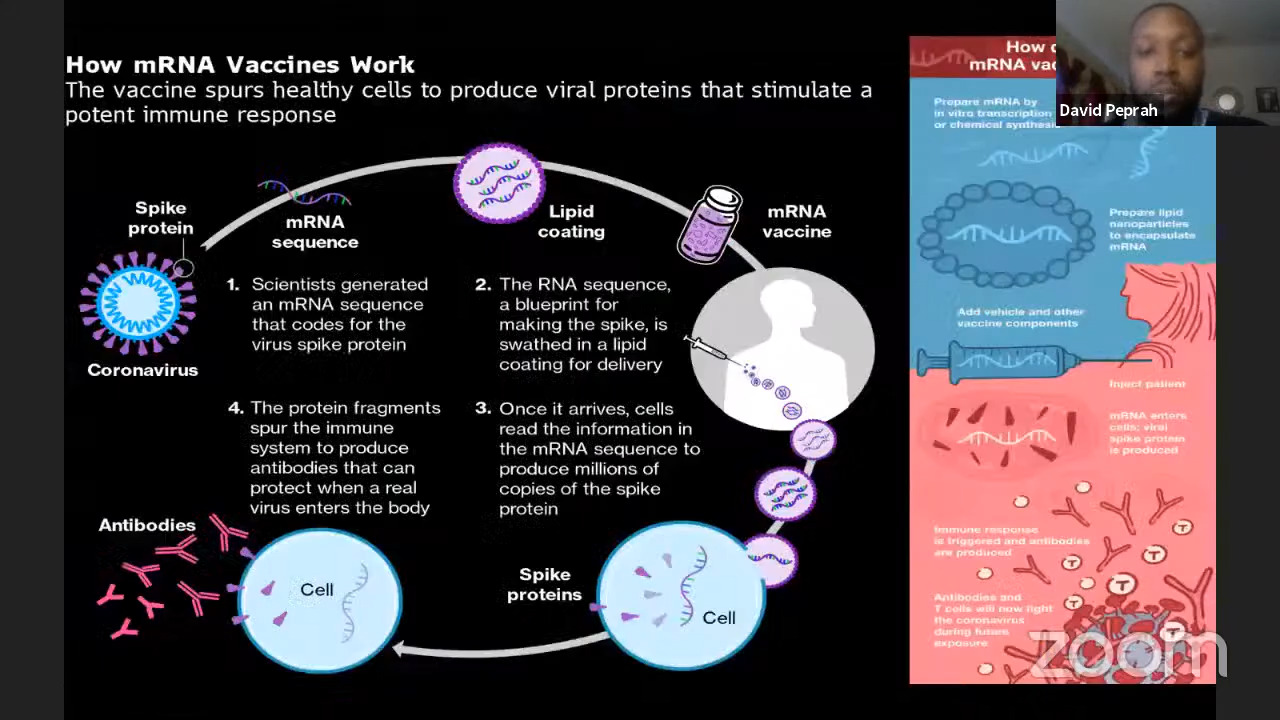 How mRNA Vaccines Work
The vaccine spurs healthy cells to produce viral proteins that stimulate a
potent immune response
Spike
protein
mRNA
sequence
Lipid
coating
mRNA
vaccine
Coronavirus
1. Scientists generated
an mRNA sequence
that codes for the
virus spike protein
2. The RNA sequence,
a blueprint for
making the spike, is
swathed in a lipid
coating for delivery
4. The protein fragments
spur the immune
system to produce
antibodies that can
protect when a real
virus enters the body
3. Once it arrives, cells
read the information in
the mRNA sequence to
produce millions of
copies of the spike
protein
Antibodies
Cell
Spike
proteins
Cell
How
mRNA
David Peprah
Prepare mRNA by
in vitro transcription
or chemical synthesis
Prepare lipid
nanoparticles
to encapsulate
mRNA
Add vehicle and other
vaccine components
Inject patient
mRNA enters
cells; viral
spike protein
is produced
Immune response
is triggered and antibodies
are produced
T
T
T
T
T
Antibodies and
T cells will now fight
the coronavirus
during future
exposure
zoom